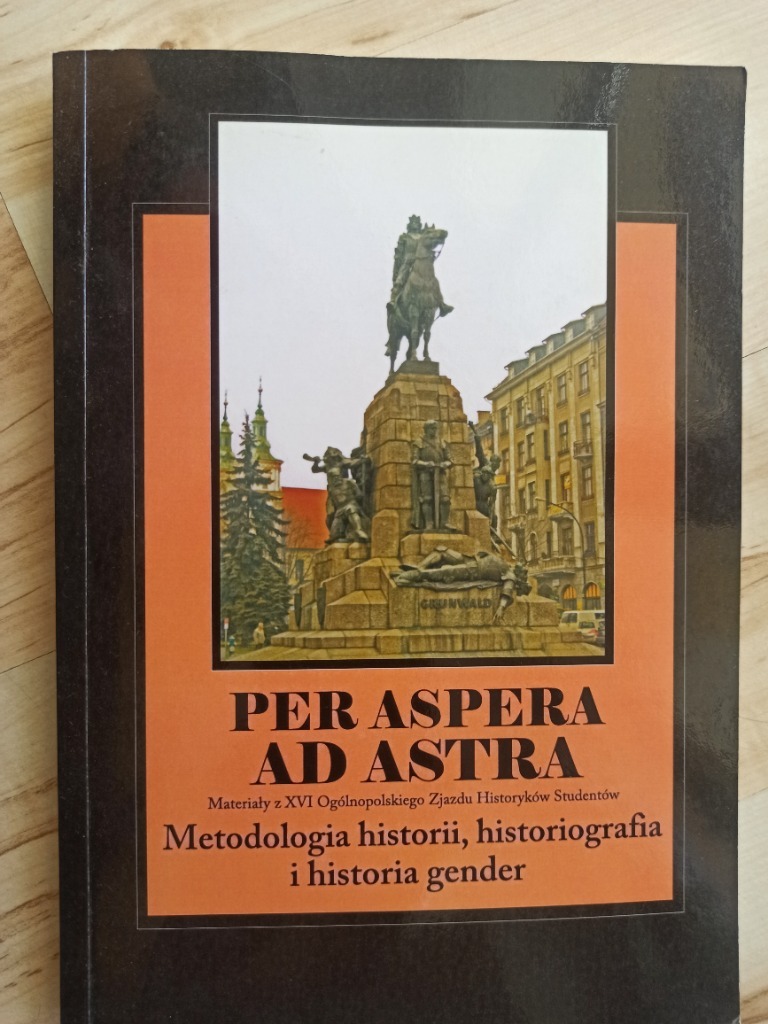 GRUNWALD
PER ASPERA
AD ASTRA
Materiały z XVI Ogólnopolskiego Zjazdu Historyków Studentów
Metodologia historii, historiografia
i historia gender